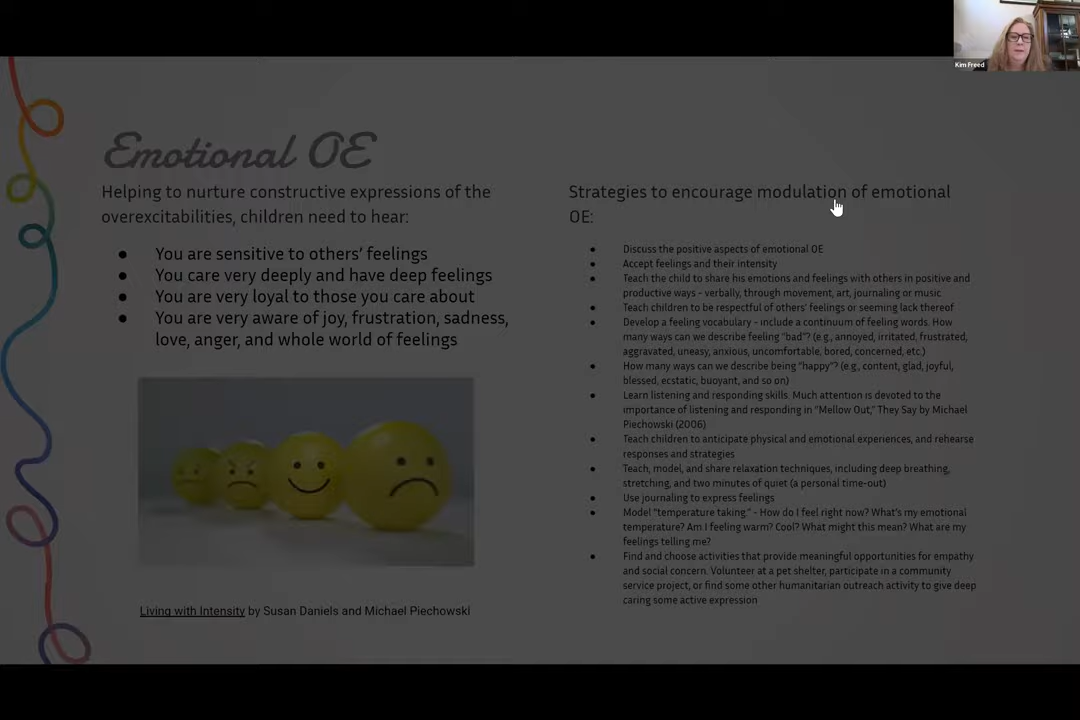 Kim Freed
Emotional OE
Helping to nurture constructive expressions of the
overexcitabilities, children need to hear:
● You are sensitive to others' feelings
● You care very deeply and have deep feelings
● You are very loyal to those you care about
● You are very aware of joy, frustration, sadness,
love, anger, and whole world of feelings
Living with Intensity by Susan Daniels and Michael Piechowski
Strategies to encourage modulation of emotional
OE:
● Discuss the positive aspects of emotional OE
● Accept feelings and their intensity
● Teach the child to share his emotions and feelings with others in positive and
productive ways - verbally, through movement, art, journaling or music
● Teach children to be respectful of others' feelings or seeming lack thereof
● Develop a feeling vocabulary - include a continuum of feeling words. How
many ways can we describe feeling "bad"? (e.g., annoyed, irritated, frustrated,
aggravated, uneasy, anxious, uncomfortable, bored, concerned, etc.)
● How many ways can we describe being "happy"? (e.g., content, glad, joyful,
blessed, ecstatic, buoyant, and so on)
● Learn listening and responding skills. Much attention is devoted to the
importance of listening and responding in "Mellow Out," They Say by Michael
Piechowski (2006)
● Teach children to anticipate physical and emotional experiences, and rehearse
responses and strategies
● Teach, model, and share relaxation techniques, including deep breathing,
stretching, and two minutes of quiet (a personal time-out)
● Use journaling to express feelings
● Model "temperature taking." - How do I feel right now? What's my emotional
temperature? Am I feeling warm? Cool? What might this mean? What are my
feelings telling me?
● Find and choose activities that provide meaningful opportunities for empathy
and social concern. Volunteer at a pet shelter, participate in a community
service project, or find some other humanitarian outreach activity to give deep
caring some active expression